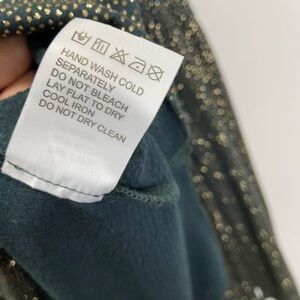 HAND WASH COLD
SEPARATELY
DO NOT BLEACH
LAY FLAT TO DRY
COOL IRON
DO NOT DRY CLEAN